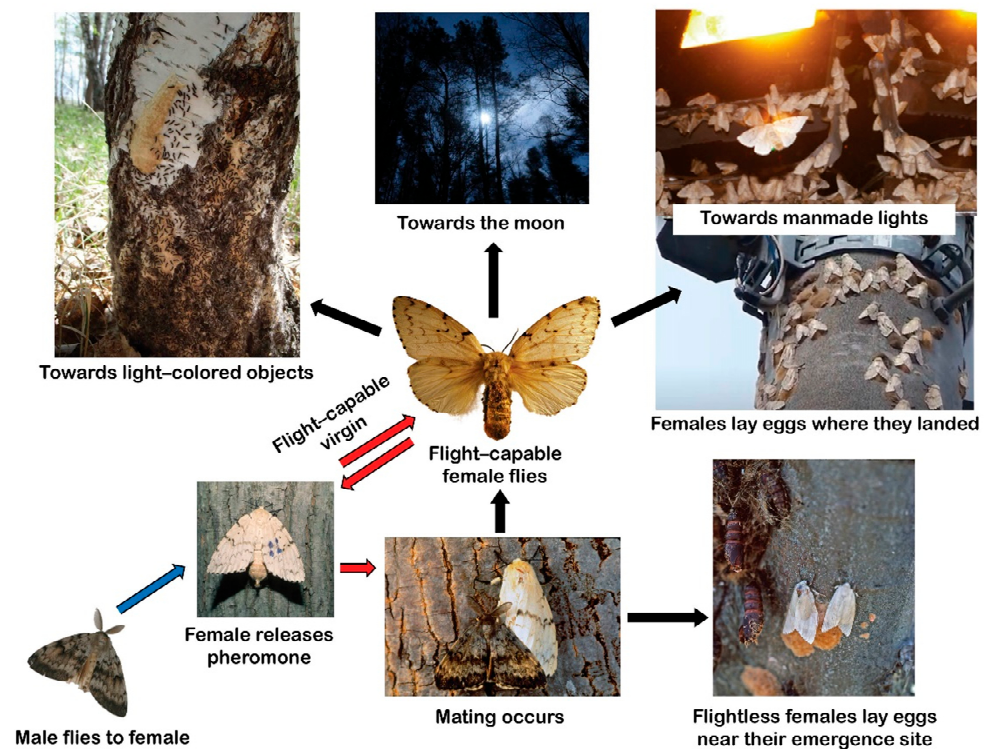 Towards the moon
Towards manmade lights
Towards light–colored objects
Females lay eggs where they landed
Flight–capable
virgin
Flight–capable
female flies
Female releases
pheromone
Male flies to female
Mating occurs
Flightless females lay eggs
near their emergence site